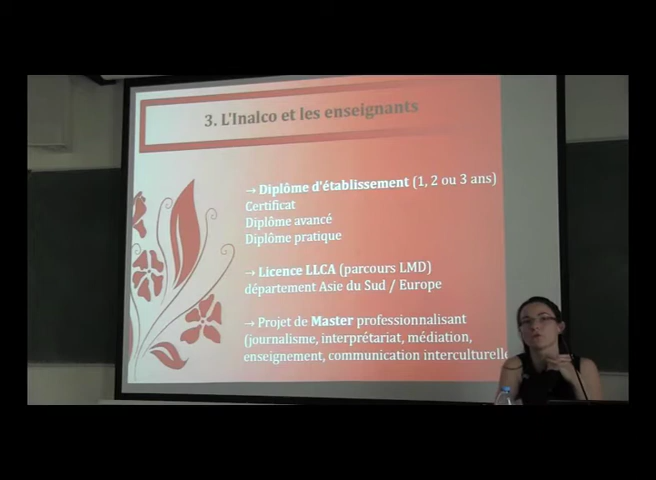 3. L'Inalco et les enseignants
→ Diplôme d'établissement (1, 2 ou 3 ans)
Certificat
Diplôme avancé
Diplôme pratique
→ Licence LLCA (parcours LMD)
département Asie du Sud / Europe
→ Projet de Master professionnalisant
(journalisme, interprétariat, médiation,
enseignement, communication interculturelle